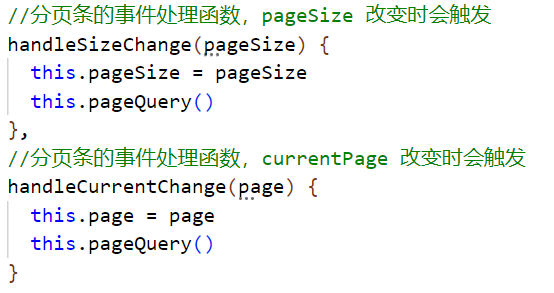 //分页条的事件处理函数，pageSize 改变时会触发
handleSizeChange(pageSize) {
  this.pageSize = pageSize
  this.pageQuery()
},
//分页条的事件处理函数，currentPage 改变时会触发
handleCurrentChange(page) {
  this.page = page
  this.pageQuery()
}